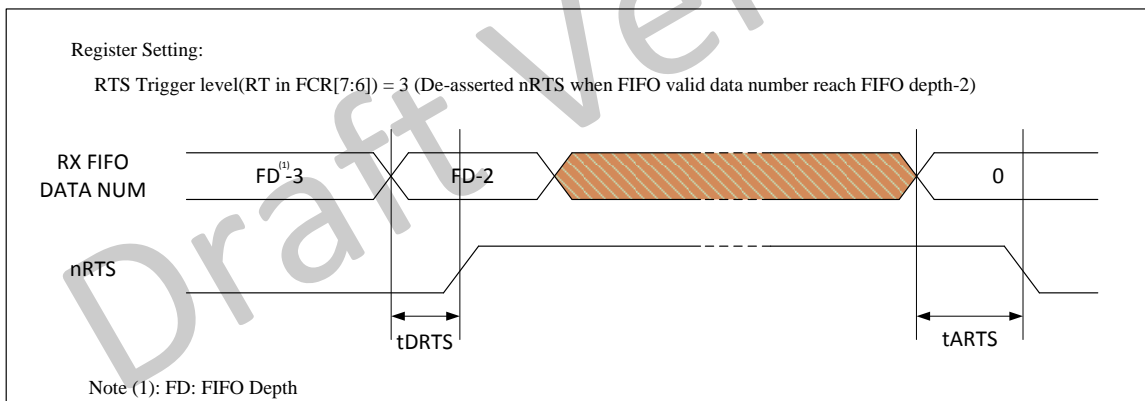 Register Setting:
RTS Trigger level(RT in FCR[7:6]) = 3 (De-asserted nRTS when FIFO valid data number reach FIFO depth-2)
RX FIFO
DATA NUM
FD(1)-3
FD-2
0
nRTS
tDRTS
tARTS
Note (1): FD: FIFO Depth
Draft Ver